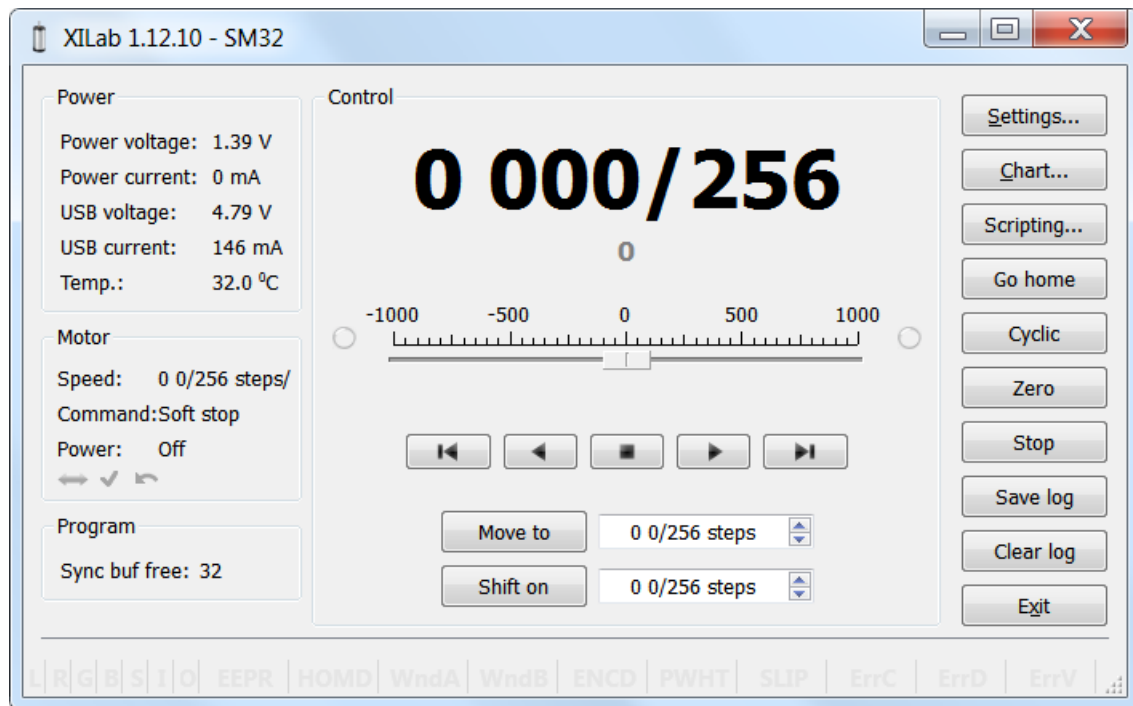 XILab 1.12.10 - SM32
Power
Power voltage: 1.39 V
Power current: 0 mA
USB voltage: 4.79 V
USB current: 146 mA
Temp.: 32.0 ⁰C
Motor
Speed: 0 0/256 steps/
Command:Soft stop
Power: Off
Program
Sync buf free: 32
Control
0 000/256
0
-1000 -500 0 500 1000
Move to 0 0/256 steps
Shift on 0 0/256 steps
Settings...
Chart...
Scripting...
Go home
Cyclic
Zero
Stop
Save log
Clear log
Exit
L R G B S I O EEPR HOMD WndA WndB ENCD PWHT SLIP ErrC ErrD ErrV